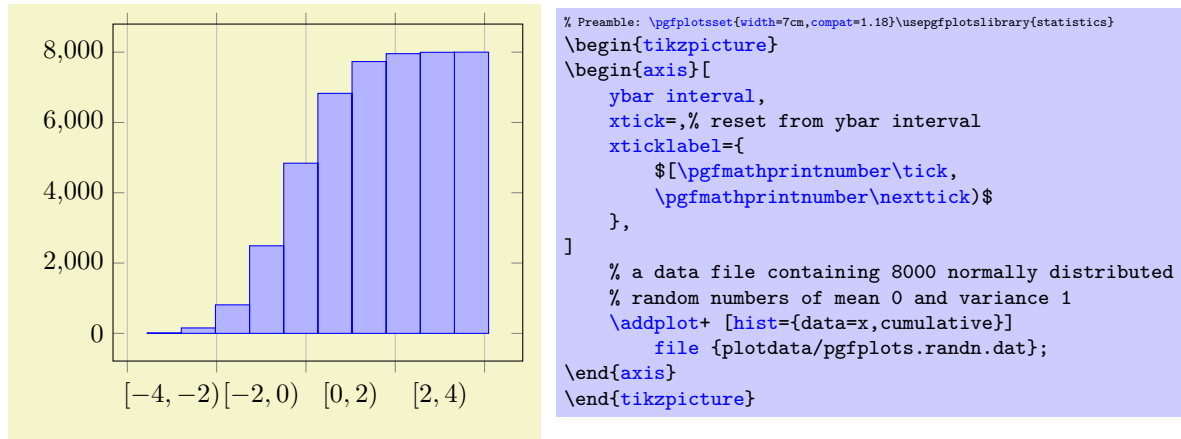 8,000
6,000
4,000
2,000
0
[−4, −2) [−2, 0) [0, 2) [2, 4)
% Preamble: \pgfplotsset{width=7cm,compat=1.18}\usepgfplotslibrary{statistics}
\begin{tikzpicture}
\begin{axis}[
    ybar interval,
    xtick=,% reset from ybar interval
    xticklabel={
        $[\pgfmathprintnumber\tick,
        \pgfmathprintnumber\nexttick)$
    },
]
    % a data file containing 8000 normally distributed
    % random numbers of mean 0 and variance 1
    \addplot+ [hist={data=x,cumulative}]
        file {plotdata/pgfplots.randn.dat};
\end{axis}
\end{tikzpicture}